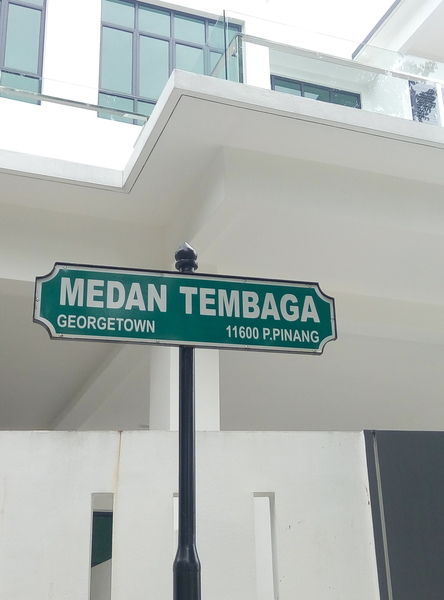 MEDAN TEMBAGA
GEORGETOWN 11600 P.PINANG